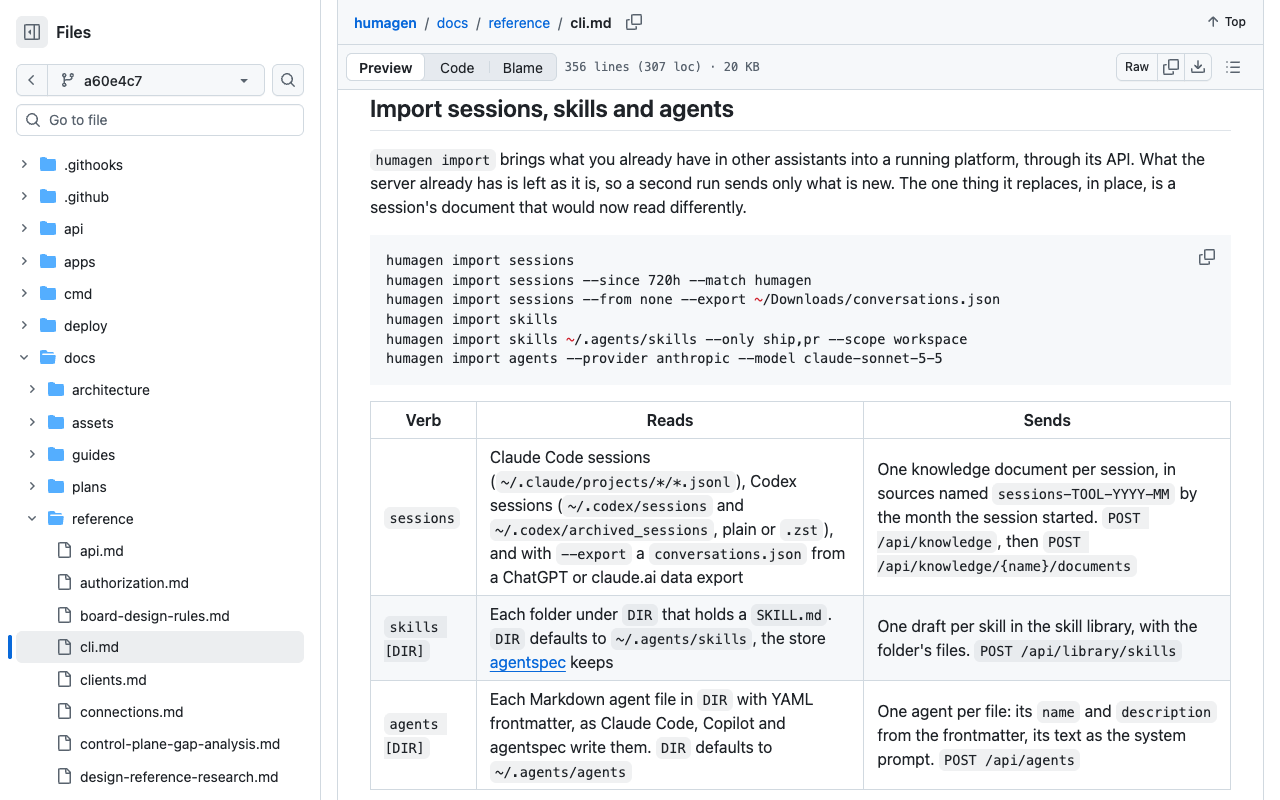 Files
a60e4c7
Go to file
.githooks
.github
api
apps
cmd
deploy
docs
architecture
assets
guides
plans
reference
api.md
authorization.md
board-design-rules.md
cli.md
clients.md
connections.md
control-plane-gap-analysis.md
design-reference-research.md
humagen / docs / reference / cli.md
Top
Preview Code Blame 356 lines (307 loc) · 20 KB
Raw
Import sessions, skills and agents
humagen import brings what you already have in other assistants into a running platform, through its API. What the
server already has is left as it is, so a second run sends only what is new. The one thing it replaces, in place, is a
session's document that would now read differently.
humagen import sessions
humagen import sessions --since 720h --match humagen
humagen import sessions --from none --export ~/Downloads/conversations.json
humagen import skills
humagen import skills ~/.agents/skills --only ship,pr --scope workspace
humagen import agents --provider anthropic --model claude-sonnet-5-5
Verb Reads Sends
sessions
Claude Code sessions
(~/.claude/projects/*/*.jsonl), Codex
sessions (~/.codex/sessions and
~/.codex/archived_sessions, plain or .zst),
and with --export a conversations.json from
a ChatGPT or claude.ai data export
One knowledge document per session, in
sources named sessions-TOOL-YYYY-MM by
the month the session started. POST
/api/knowledge, then POST
/api/knowledge/{name}/documents
skills
[DIR]
Each folder under DIR that holds a SKILL.md.
DIR defaults to ~/.agents/skills, the store
agentspec keeps
One draft per skill in the skill library, with the
folder's files. POST /api/library/skills
agents
[DIR]
Each Markdown agent file in DIR with YAML
frontmatter, as Claude Code, Copilot and
agentspec write them. DIR defaults to
~/.agents/agents
One agent per file: its name and description
from the frontmatter, its text as the system
prompt. POST /api/agents